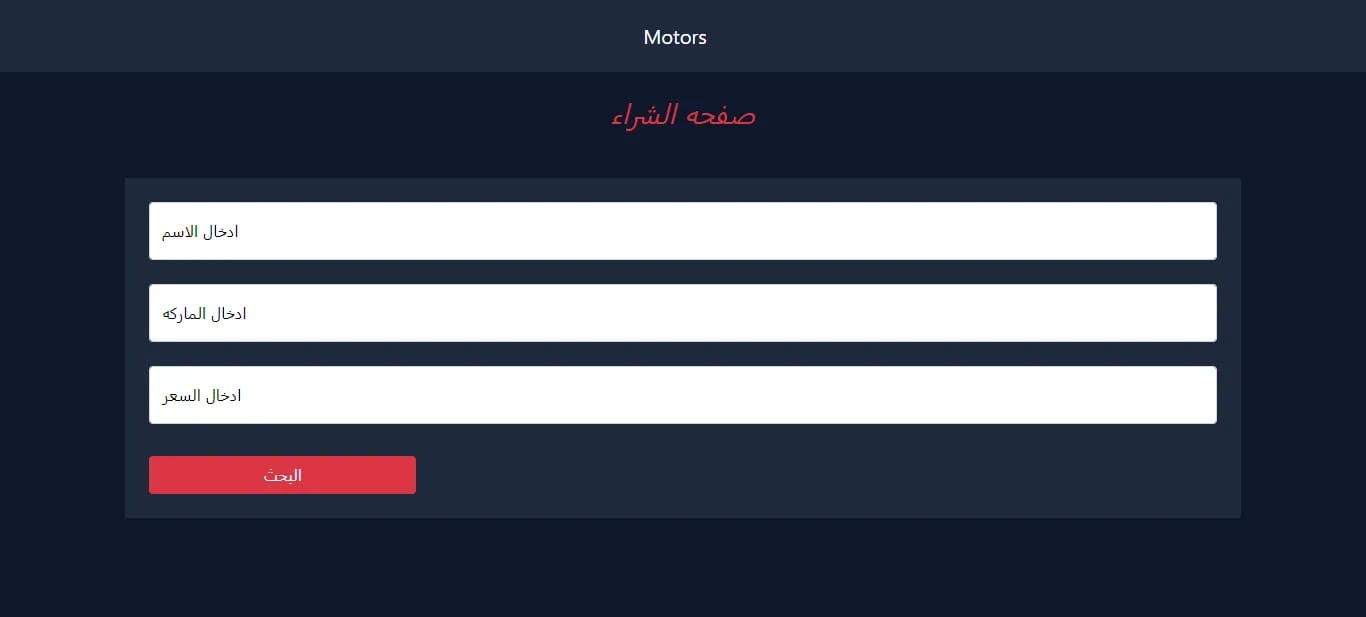 Motors
صفحه الشراء
ادخال الاسم
ادخال الماركه
ادخال السعر
البحث